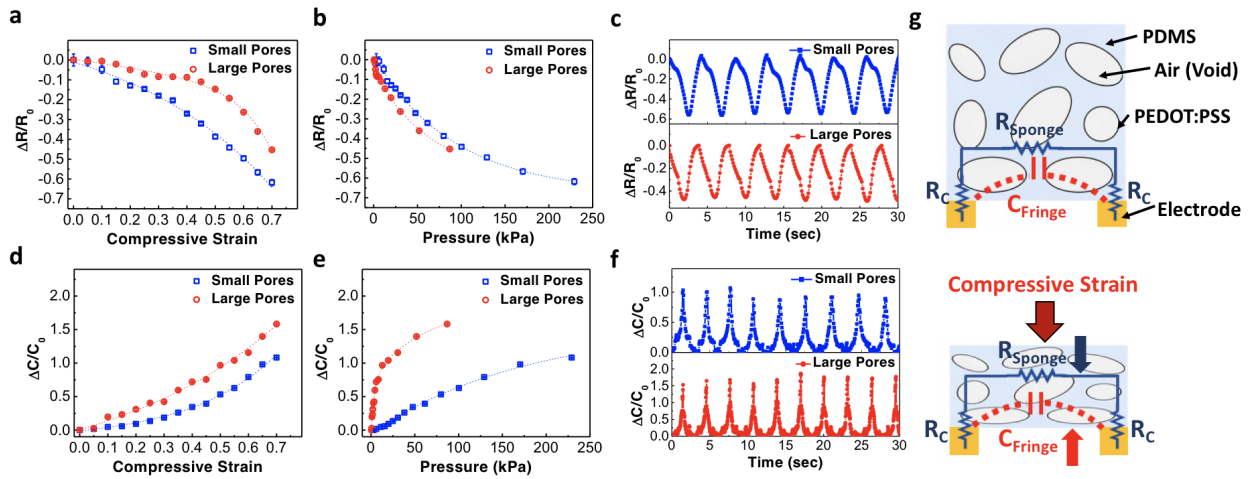 a
ΔR/R0
0.0
-0.1
-0.2
-0.3
-0.4
-0.5
-0.6
-0.7
Small Pores
Large Pores
0.0 0.1 0.2 0.3 0.4 0.5 0.6 0.7
Compressive Strain
b
ΔR/R0
0.0
-0.1
-0.2
-0.3
-0.4
-0.5
-0.6
-0.7
Small Pores
Large Pores
0 50 100 150 200 250
Pressure (kPa)
c
ΔR/R0
0.0
-0.2
-0.4
-0.6
Small Pores
ΔR/R0
0.0
-0.2
-0.4
Large Pores
0 5 10 15 20 25 30
Time (sec)
d
ΔC/C0
2.0
1.5
1.0
0.5
0.0
Small Pores
Large Pores
0.0 0.1 0.2 0.3 0.4 0.5 0.6 0.7
Compressive Strain
e
ΔC/C0
2.0
1.5
1.0
0.5
0.0
Small Pores
Large Pores
0 50 100 150 200 250
Pressure (kPa)
f
ΔC/C0
1.0
0.5
0.0
Small Pores
ΔC/C0
2.0
1.5
1.0
0.5
0.0
Large Pores
0 5 10 15 20 25 30
Time (sec)
g
PDMS
Air (Void)
PEDOT:PSS
RSponge
RC
RC
CFringe
Electrode
Compressive Strain
RSponge
RC
RC
CFringe